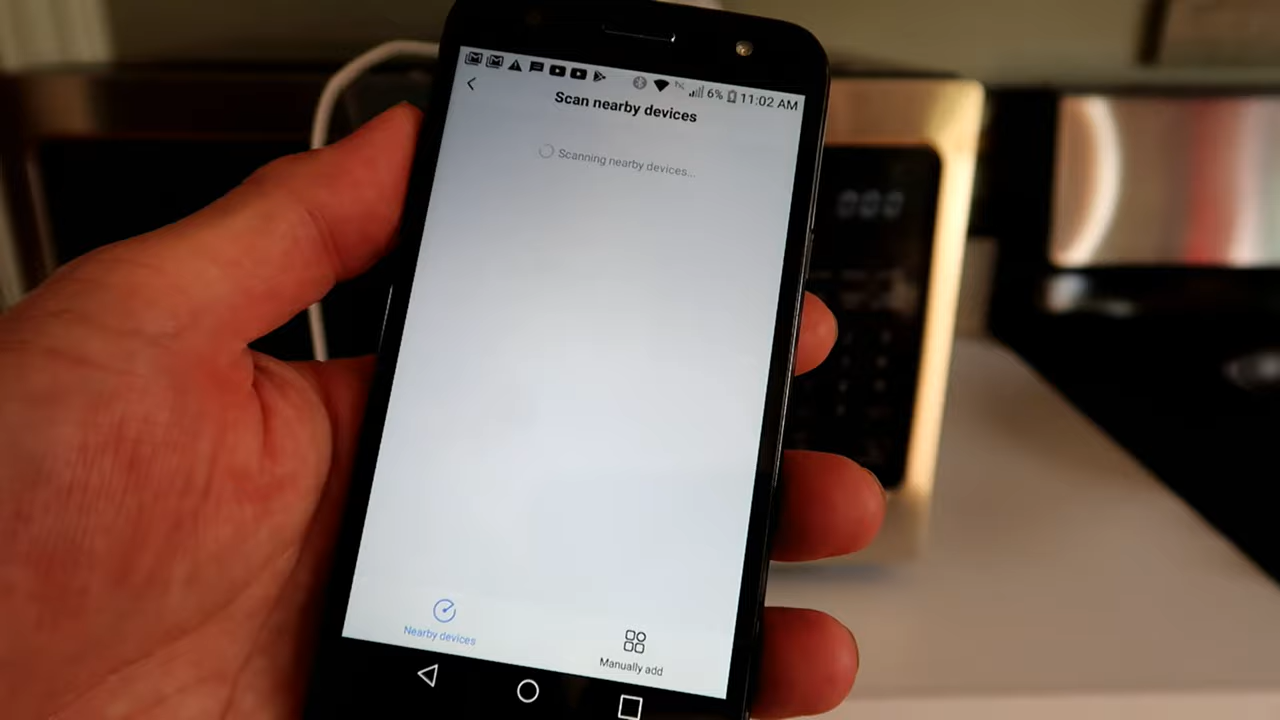 6% 11:02 AM
Scan nearby devices
Scanning nearby devices...
Nearby devices
Manually add